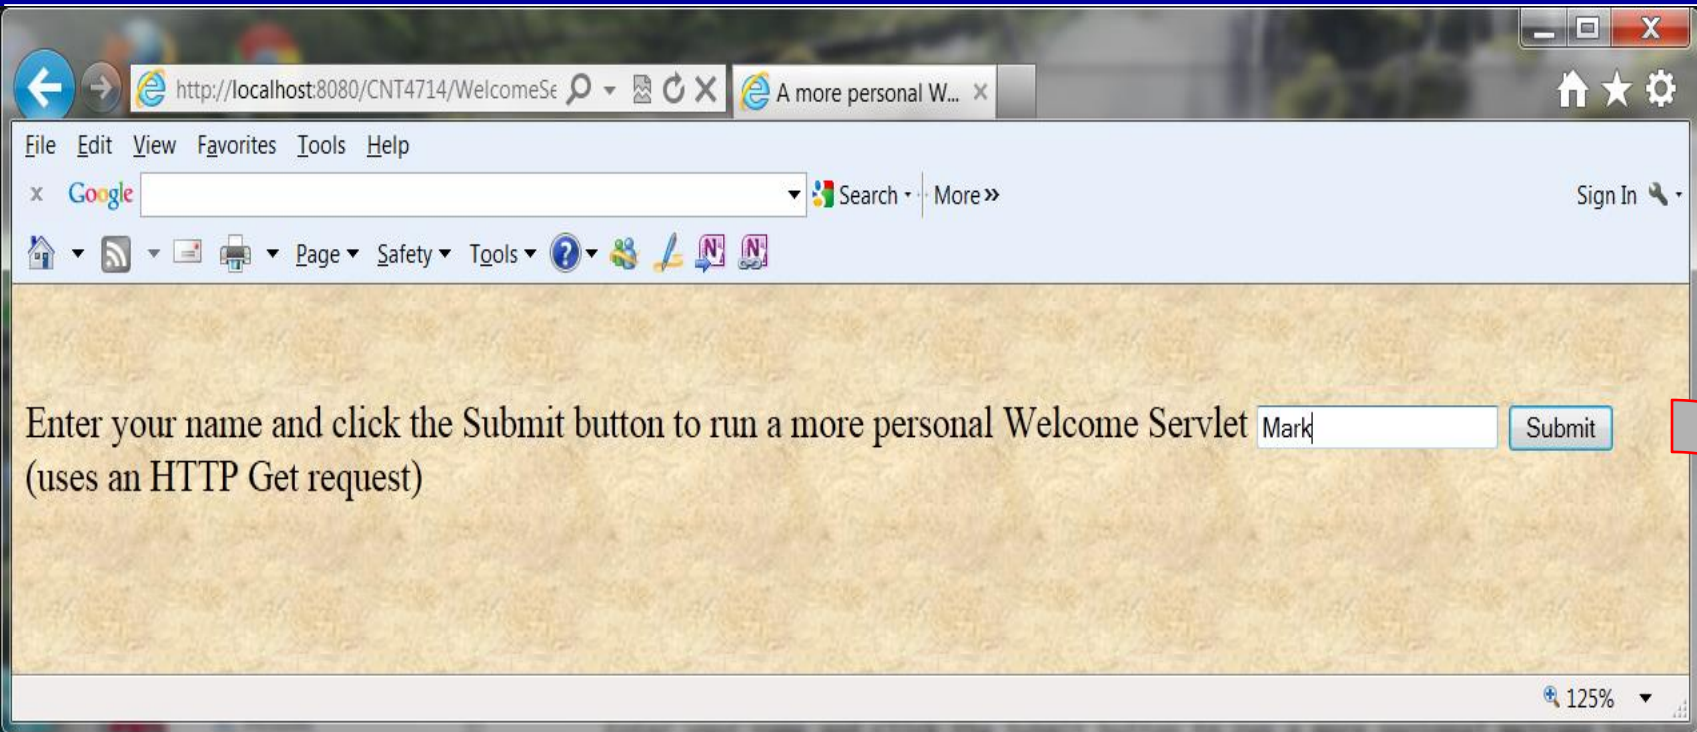 http://localhost:8080/CNT4714/WelcomeSe
A more personal W...
File Edit View Favorites Tools Help
x Google Search More »
Sign In
Page Safety Tools
Enter your name and click the Submit button to run a more personal Welcome Servlet Mark Submit
(uses an HTTP Get request)
125%